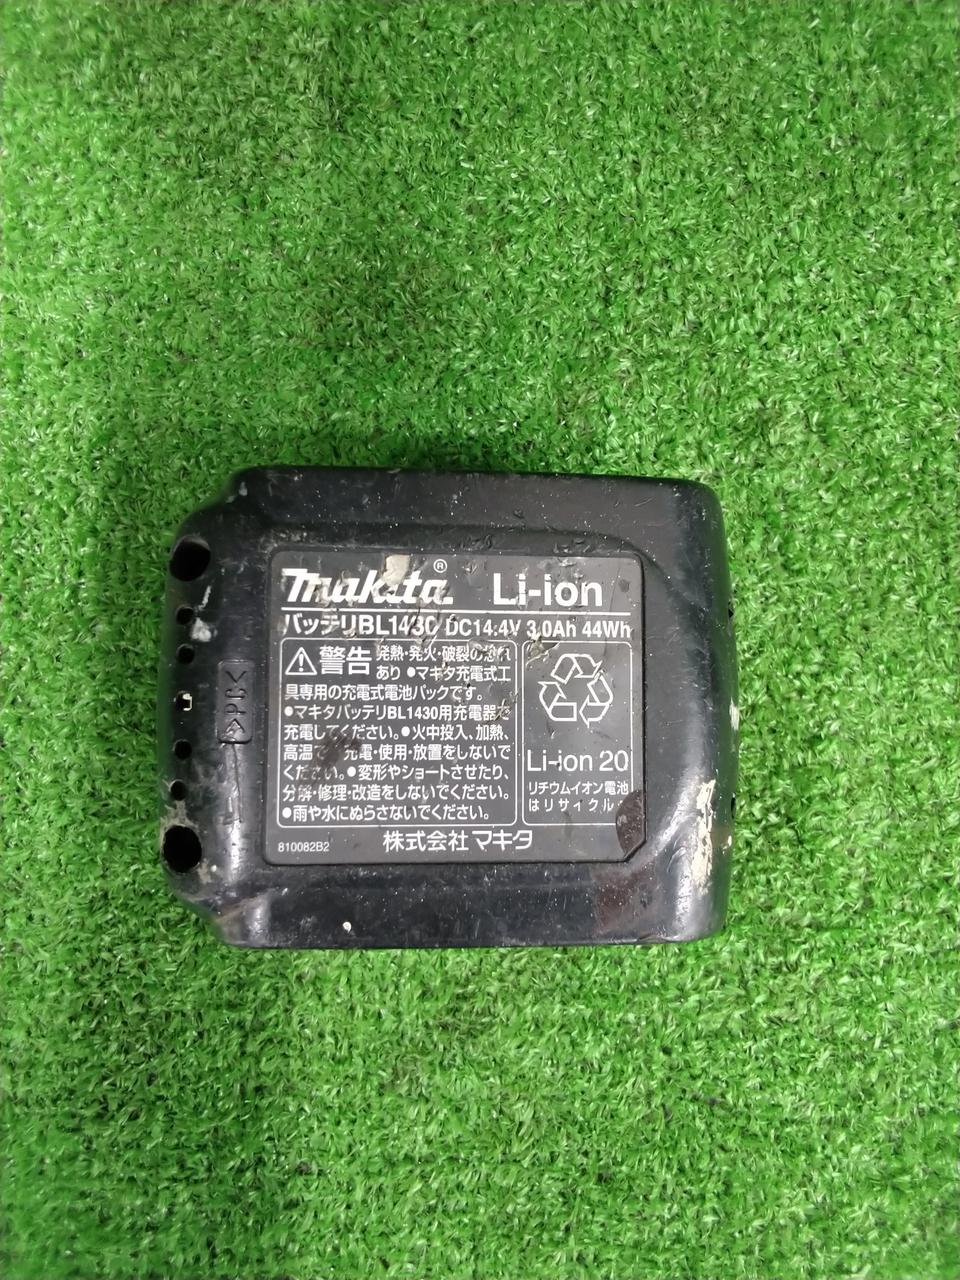 Makita® Li-ion
バッテリBL1430 DC14.4V 3.0Ah 44Wh
警告 発熱・発火・破裂の恐れ
あり ●マキタ充電式工
具専用の充電式電池パックです。
●マキタバッテリBL1430用充電器で
充電してください。●火中投入、加熱、
高温での充電・使用・放置をしないで
ください。●変形やショートさせたり、
分解・修理・改造をしないでください。
●雨や水にぬらさないでください。
Li-ion 20
リチウムイオン電池
はリサイクルへ
810082B2
株式会社マキタ
>PC<